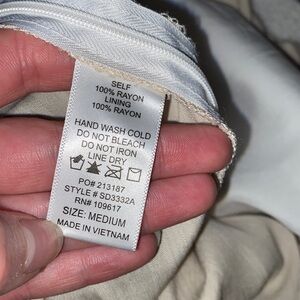 SELF
100% RAYON
LINING
100% RAYON
HAND WASH COLD
DO NOT BLEACH
DO NOT IRON
LINE DRY
PO# 213187
STYLE # SD3332A
RN# 109617
SIZE: MEDIUM
MADE IN VIETNAM